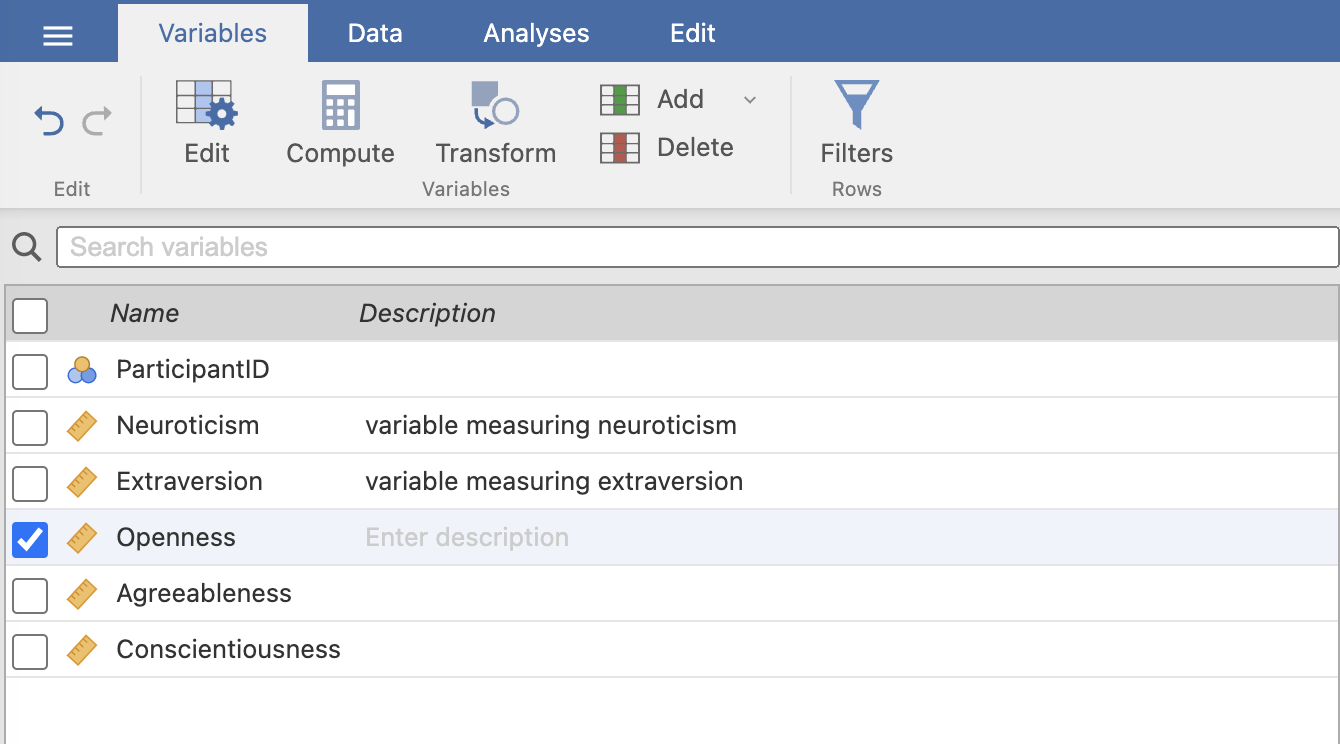 Variables Data Analyses Edit
Edit Compute Transform Add Delete Filters
Edit Variables Rows
Search variables
Name Description
ParticipantID
Neuroticism variable measuring neuroticism
Extraversion variable measuring extraversion
Openness Enter description
Agreeableness
Conscientiousness